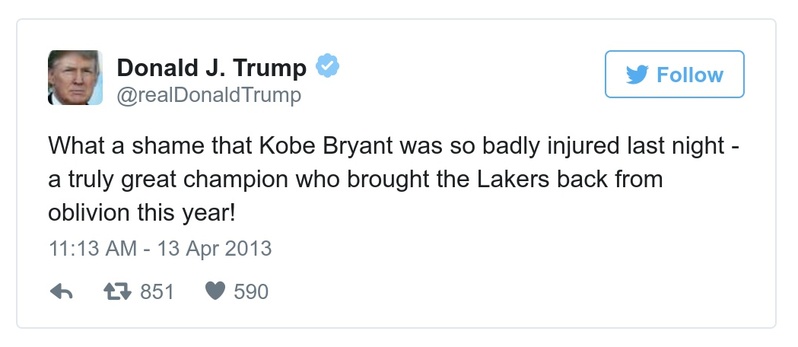 Donald J. Trump
@realDonaldTrump
Follow
What a shame that Kobe Bryant was so badly injured last night -
a truly great champion who brought the Lakers back from
oblivion this year!
11:13 AM - 13 Apr 2013
851 590